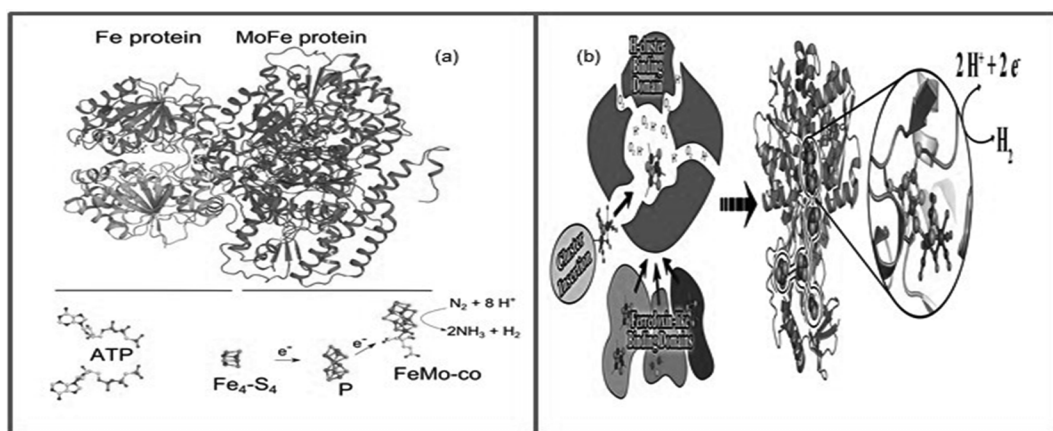 Fe protein MoFe protein (a)
N₂ + 8 H⁺
2NH₃ + H₂
ATP
e⁻
e⁻
Fe₄-S₄
P
FeMo-co
(b)
H-cluster
Binding
Domain
2 H⁺ + 2 e⁻
H₂
Cluster
Insertion
Ferredoxin-like
Binding Domains